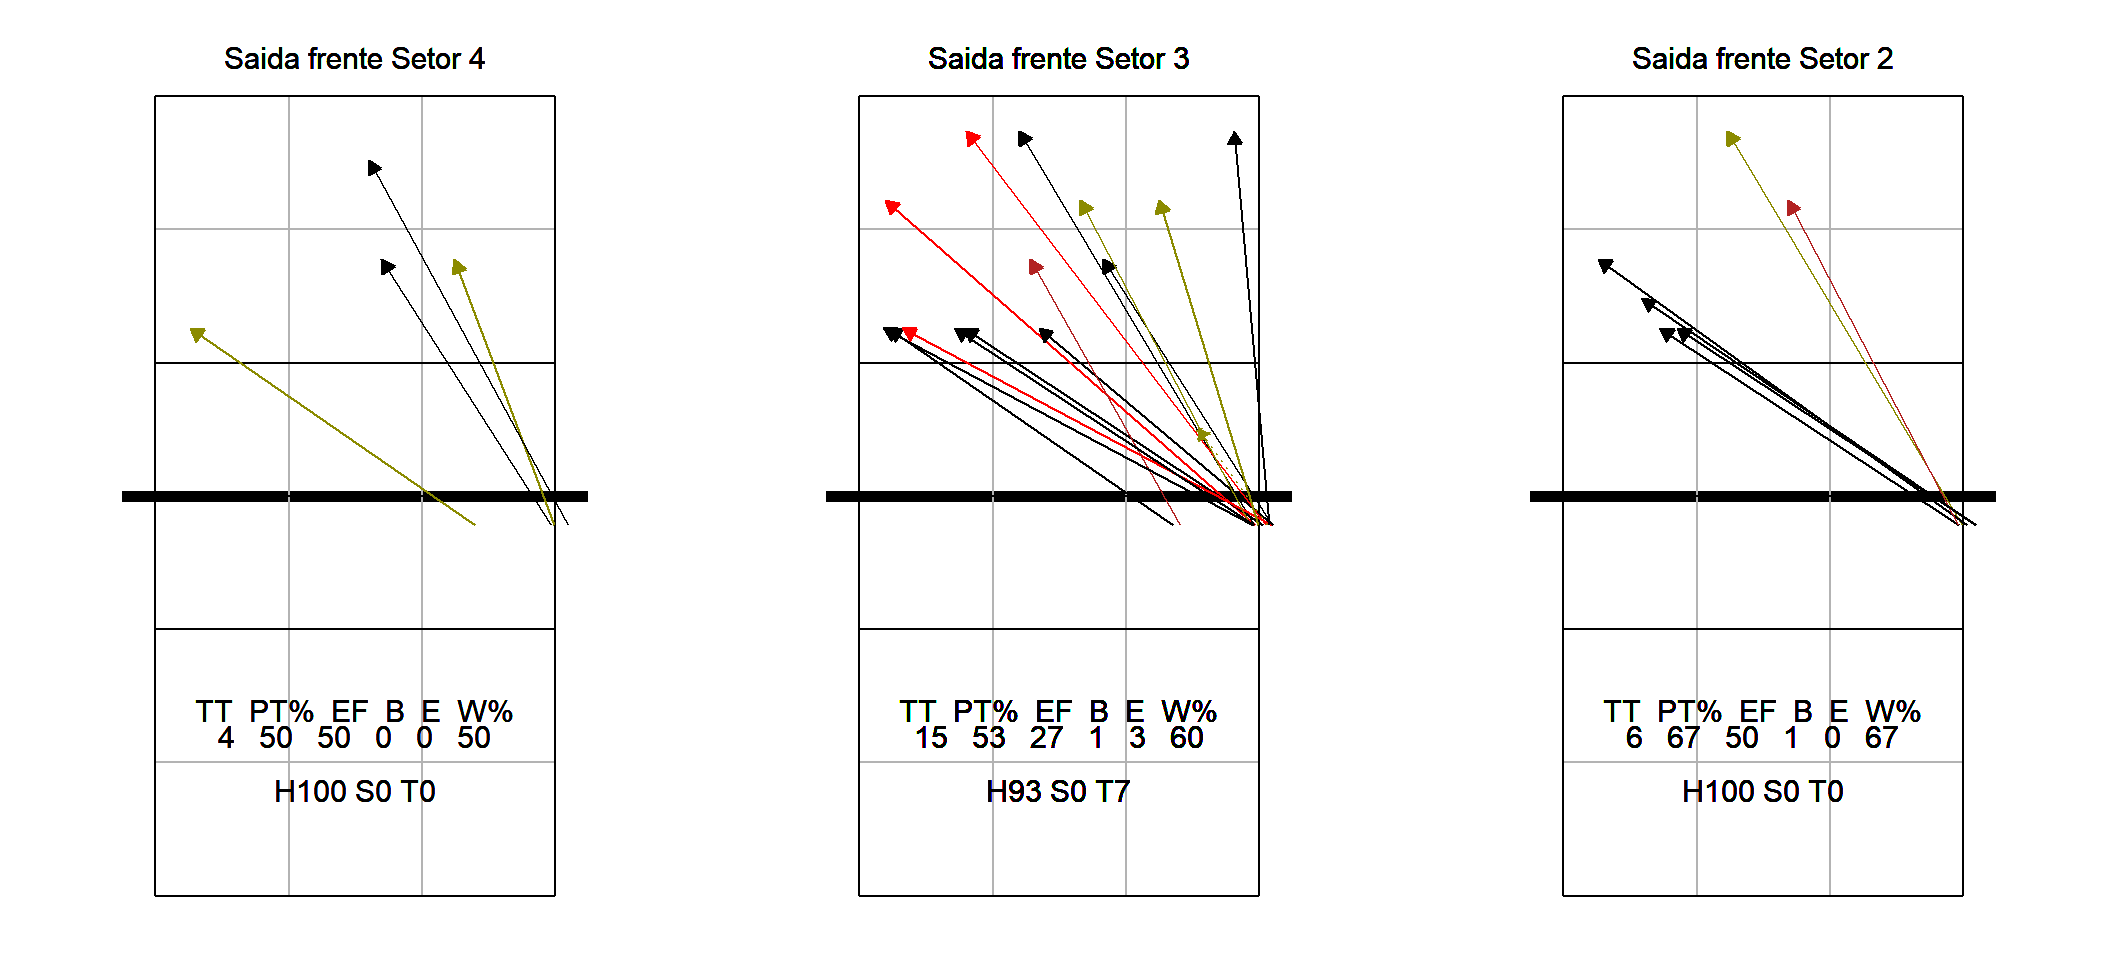 Saida frente Setor 4
TT PT% EF B E W%
4 50 50 0 0 50
H100 S0 T0
Saida frente Setor 3
TT PT% EF B E W%
15 53 27 1 3 60
H93 S0 T7
Saida frente Setor 2
TT PT% EF B E W%
6 67 50 1 0 67
H100 S0 T0